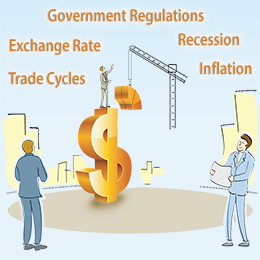 Government Regulations
Exchange Rate
Recession
Trade Cycles
Inflation
$